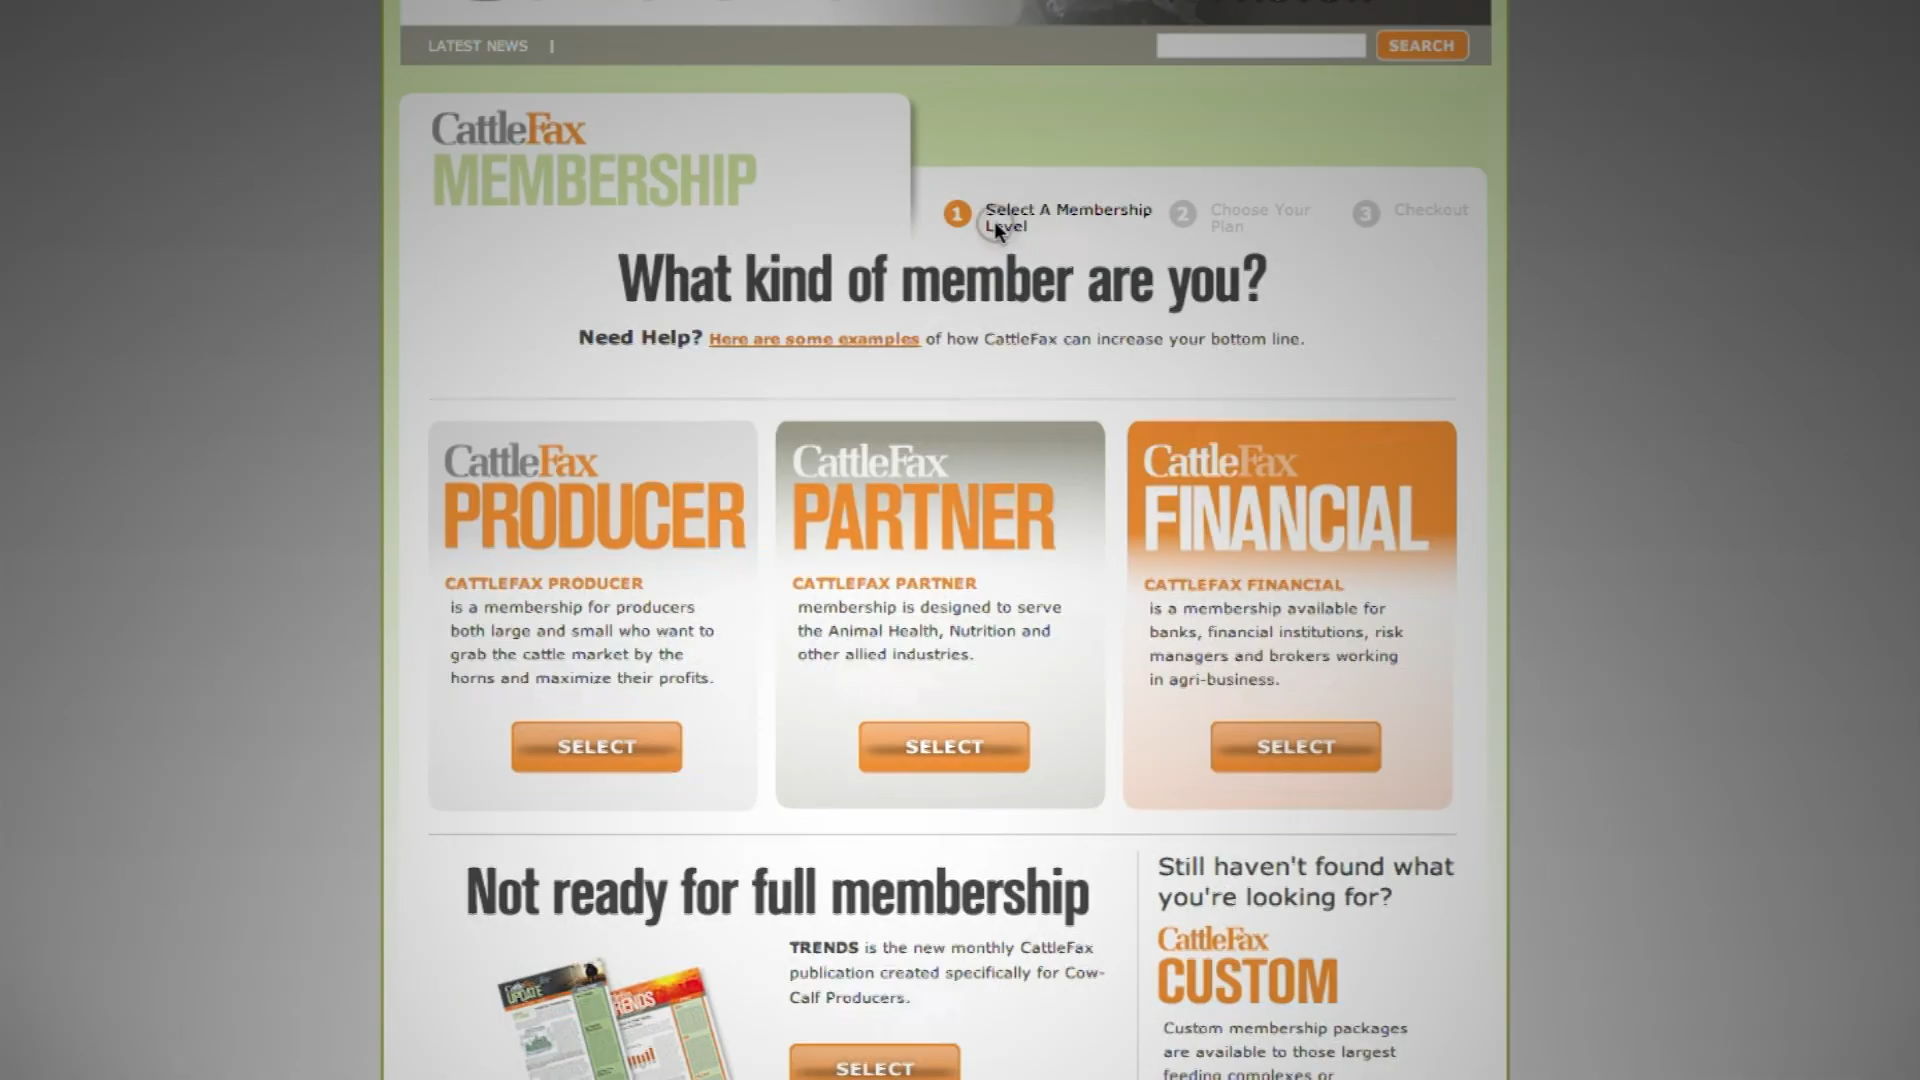 LATEST NEWS |
SEARCH
CattleFax
MEMBERSHIP
1 Select A Membership
Level
2 Choose Your
Plan
3 Checkout
What kind of member are you?
Need Help? Here are some examples of how CattleFax can increase your bottom line.
CattleFax
PRODUCER
CATTLEFAX PRODUCER
is a membership for producers
both large and small who want to
grab the cattle market by the
horns and maximize their profits.
SELECT
CattleFax
PARTNER
CATTLEFAX PARTNER
membership is designed to serve
the Animal Health, Nutrition and
other allied industries.
SELECT
CattleFax
FINANCIAL
CATTLEFAX FINANCIAL
is a membership available for
banks, financial institutions, risk
managers and brokers working
in agri-business.
SELECT
Not ready for full membership
UPDATE
TRENDS is the new monthly CattleFax
publication created specifically for Cow-
Calf Producers.
SELECT
Still haven't found what
you're looking for?
CattleFax
CUSTOM
Custom membership packages
are available to those largest
feeding complexes or